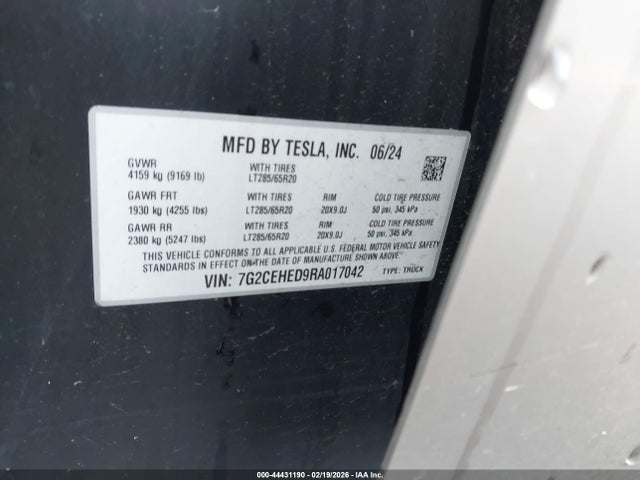 MFD BY TESLA, INC. 06/24
GVWR WITH TIRES
4159 kg (9169 lb) LT285/65R20
GAWR FRT WITH TIRES RIM COLD TIRE PRESSURE
1930 kg (4255 lbs) LT285/65R20 20X9.0J 50 psi, 345 kPa
GAWR RR WITH TIRES RIM COLD TIRE PRESSURE
2380 kg (5247 lbs) LT285/65R20 20X9.0J 50 psi, 345 kPa
THIS VEHICLE CONFORMS TO ALL APPLICABLE U.S. FEDERAL MOTOR VEHICLE SAFETY
STANDARDS IN EFFECT ON THE DATE OF MANUFACTURE SHOWN ABOVE.
VIN: 7G2CEHED9RA017042 TYPE: TRUCK
000-44431190 - 02/19/2026 - IAA Inc.